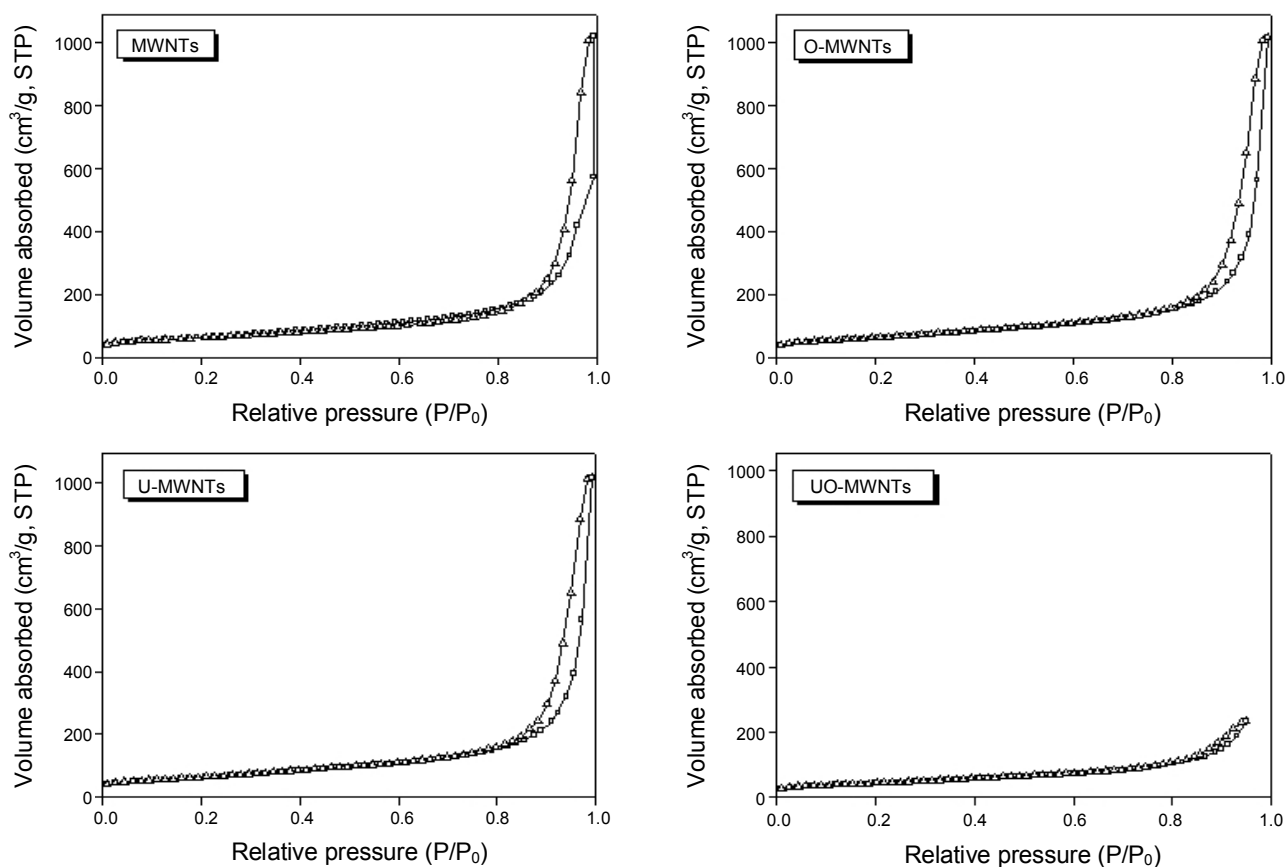 MWNTs
Volume absorbed (cm³/g, STP)
1000
800
600
400
200
0
0.0 0.2 0.4 0.6 0.8 1.0
Relative pressure (P/P₀)
O-MWNTs
Volume absorbed (cm³/g, STP)
1000
800
600
400
200
0
0.0 0.2 0.4 0.6 0.8 1.0
Relative pressure (P/P₀)
U-MWNTs
Volume absorbed (cm³/g, STP)
1000
800
600
400
200
0
0.0 0.2 0.4 0.6 0.8 1.0
Relative pressure (P/P₀)
UO-MWNTs
Volume absorbed (cm³/g, STP)
1000
800
600
400
200
0
0.0 0.2 0.4 0.6 0.8 1.0
Relative pressure (P/P₀)